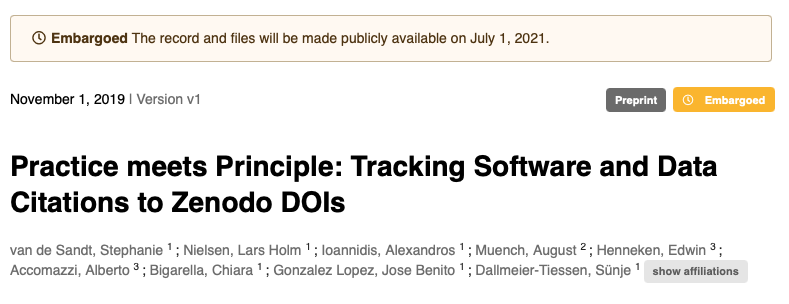 Embargoed The record and files will be made publicly available on July 1, 2021.
November 1, 2019 | Version v1 Preprint Embargoed
Practice meets Principle: Tracking Software and Data
Citations to Zenodo DOIs
van de Sandt, Stephanie 1 ; Nielsen, Lars Holm 1 ; Ioannidis, Alexandros 1 ; Muench, August 2 ; Henneken, Edwin 3 ;
Accomazzi, Alberto 3 ; Bigarella, Chiara 1 ; Gonzalez Lopez, Jose Benito 1 ; Dallmeier-Tiessen, Sünje 1 show affiliations